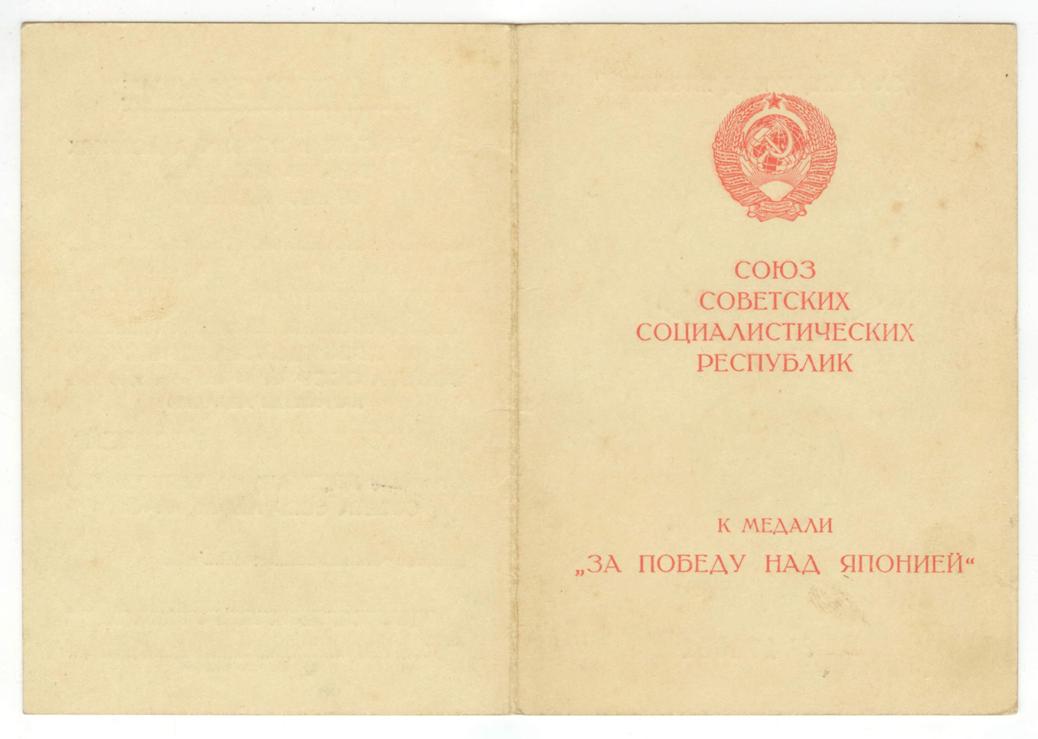 СОЮЗ
СОВЕТСКИХ
СОЦИАЛИСТИЧЕСКИХ
РЕСПУБЛИК
К МЕДАЛИ
„ЗА ПОБЕДУ НАД ЯПОНИЕЙ“